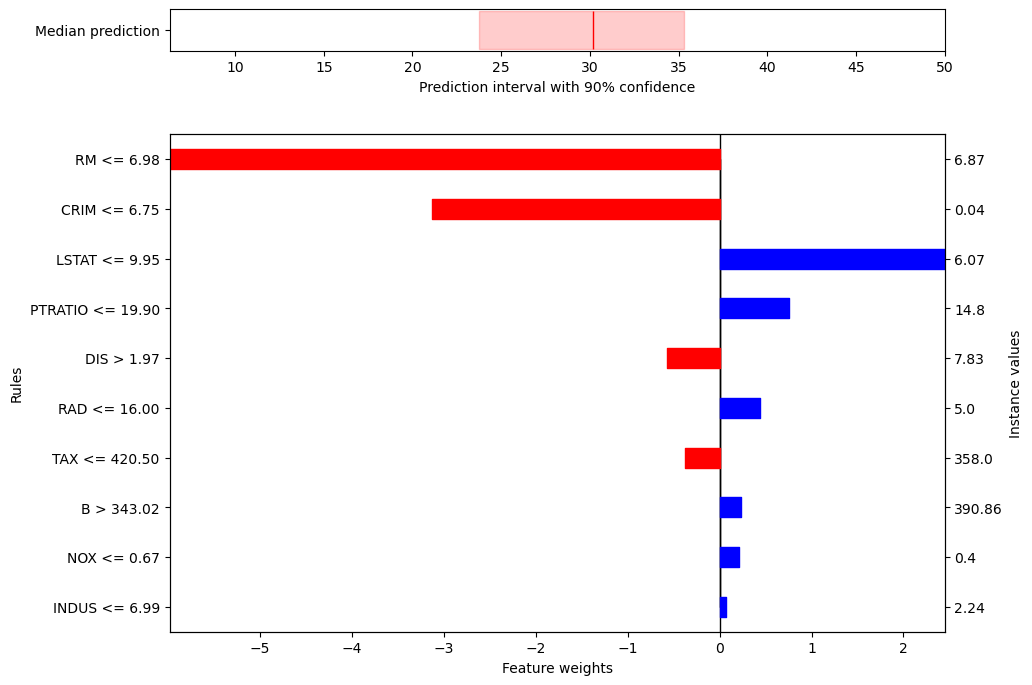 Median prediction
10 15 20 25 30 35 40 45 50
Prediction interval with 90% confidence
RM <= 6.98 6.87
CRIM <= 6.75 0.04
LSTAT <= 9.95 6.07
PTRATIO <= 19.90 14.8
DIS > 1.97 7.83
RAD <= 16.00 5.0
TAX <= 420.50 358.0
B > 343.02 390.86
NOX <= 0.67 0.4
INDUS <= 6.99 2.24
Rules
Instance values
−5 −4 −3 −2 −1 0 1 2
Feature weights